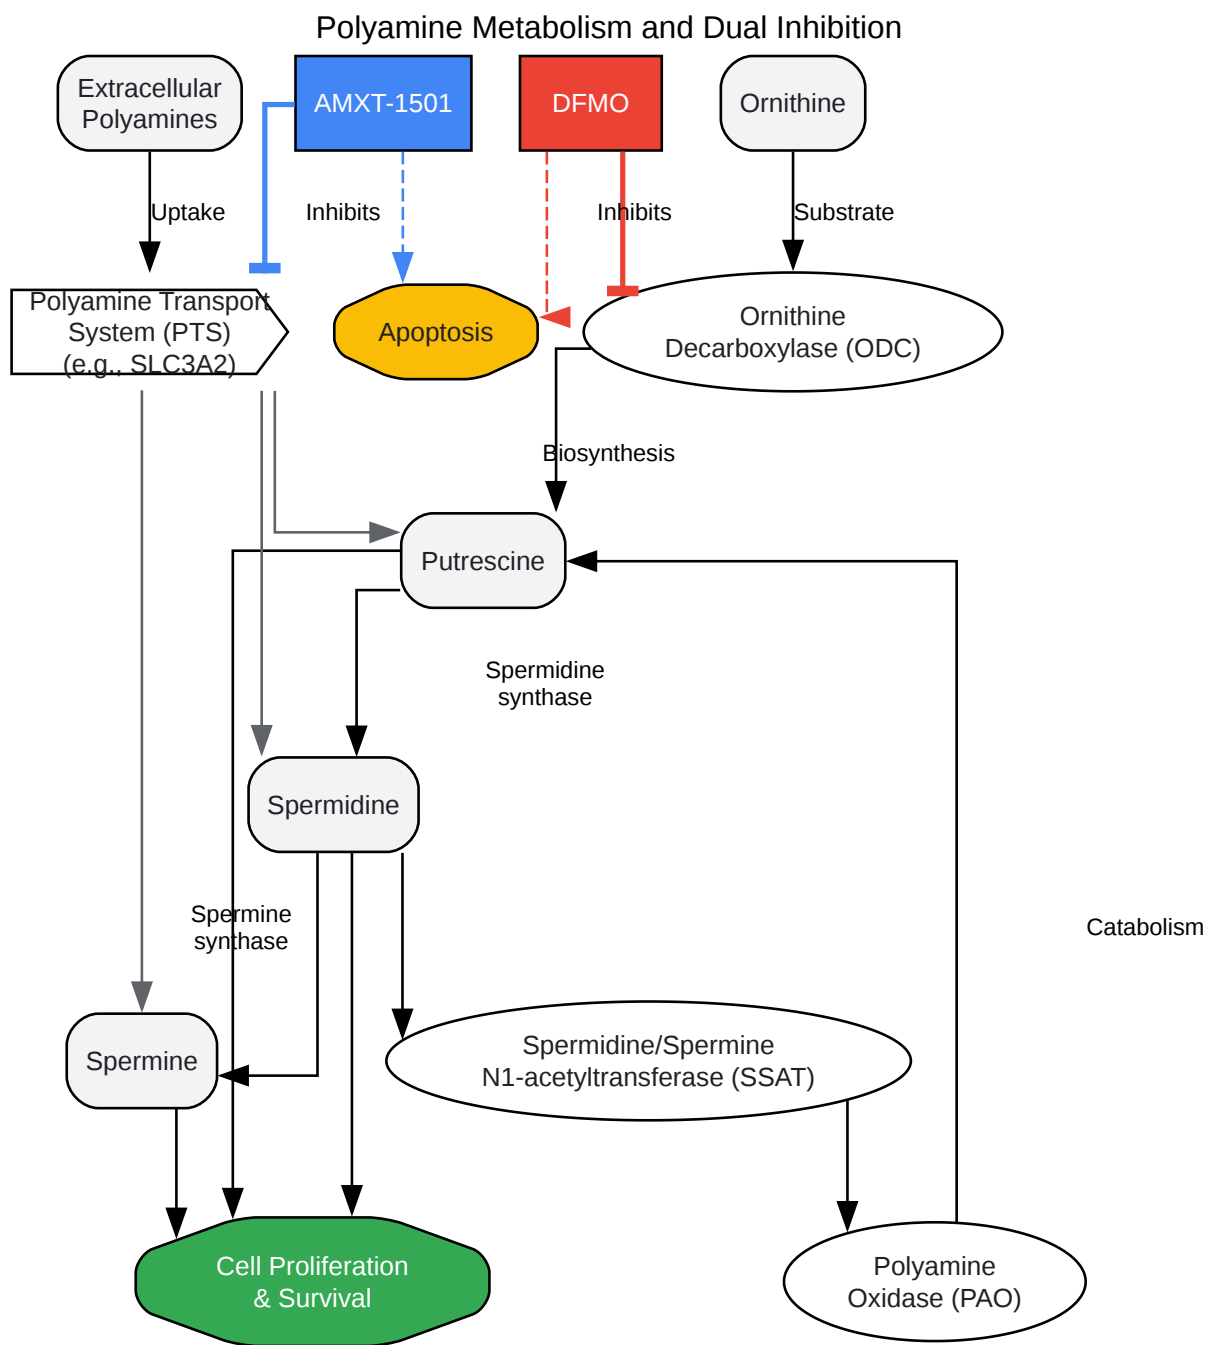 Polyamine Metabolism and Dual Inhibition
Extracellular
Polyamines
AMXT-1501
DFMO
Ornithine
Uptake
Inhibits
Inhibits
Substrate
Polyamine Transport
System (PTS)
(e.g., SLC3A2)
Apoptosis
Ornithine
Decarboxylase (ODC)
Biosynthesis
Putrescine
Spermidine
synthase
Spermidine
Spermine
synthase
Catabolism
Spermine
Spermidine/Spermine
N1-acetyltransferase (SSAT)
Cell Proliferation
& Survival
Polyamine
Oxidase (PAO)